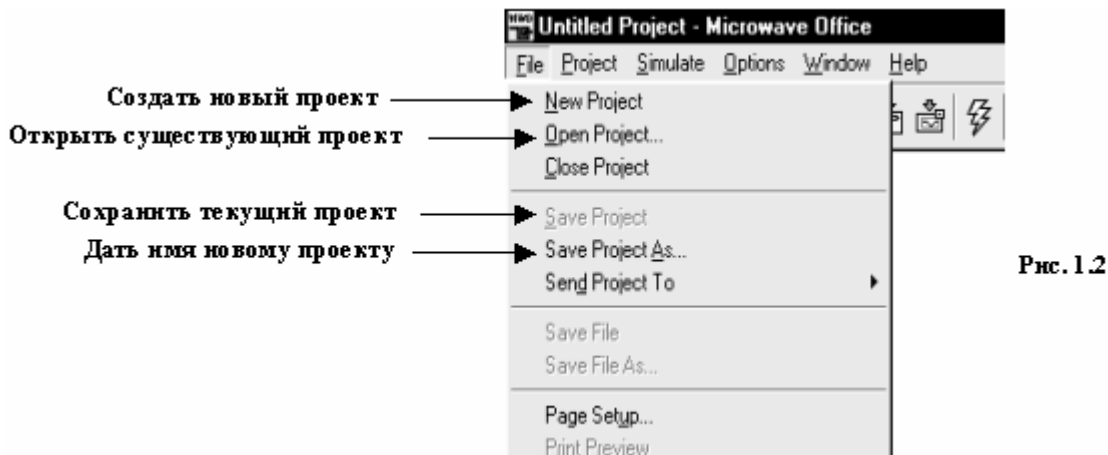 Untitled Project - Microwave Office
File Project Simulate Options Window Help
Создать новый проект
New Project
Открыть существующий проект
Open Project...
Close Project
Сохранить текущий проект
Save Project
Дать имя новому проекту
Save Project As...
Send Project To
Рис. 1.2
Save File
Save File As...
Page Setup...
Print Preview